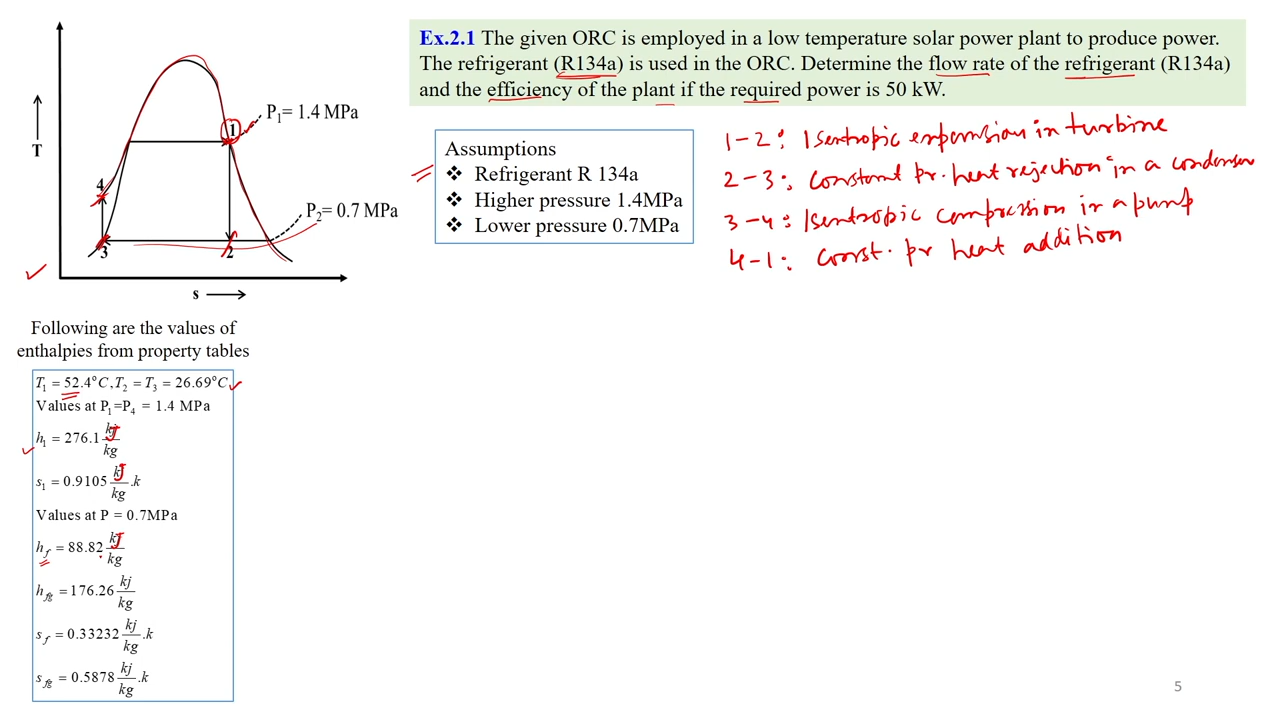 Ex.2.1 The given ORC is employed in a low temperature solar power plant to produce power.
The refrigerant (R134a) is used in the ORC. Determine the flow rate of the refrigerant (R134a)
and the efficiency of the plant if the required power is 50 kW.
T
s
1
2
3
4
P₁= 1.4 MPa
P₂= 0.7 MPa
Assumptions
❖ Refrigerant R 134a
❖ Higher pressure 1.4MPa
❖ Lower pressure 0.7MPa
1-2: Isentropic expansion in turbine
2-3: Constant pr. heat rejection in a condenser
3-4: Isentropic compression in a pump
4-1: Const. pr heat addition
Following are the values of
enthalpies from property tables
T₁ = 52.4°C,T₂ = T₃ = 26.69°C
Values at P₁=P₄ = 1.4 MPa
h₁ = 276.1 kJ/kg
s₁ = 0.9105 kJ/kg .k
Values at P = 0.7MPa
h_f = 88.82 kJ/kg
h_fg = 176.26 kj/kg
s_f = 0.33232 kj/kg .k
s_fg = 0.5878 kj/kg .k
5